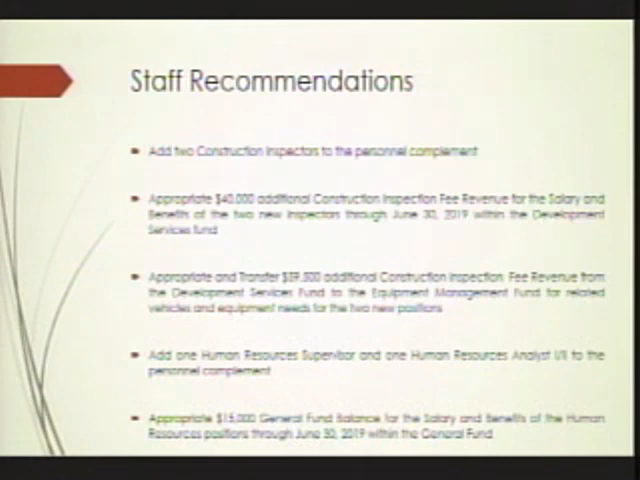 Staff Recommendations
Add two Construction Inspectors to the personnel complement
Appropriate $40,000 additional Construction Inspection Fee Revenue for the Salary and
Benefits of the two new Inspectors through June 30, 2019 within the Development
Services fund
Appropriate and Transfer additional Construction Inspection Fee Revenue from
the Development Services Fund to the Equipment Management Fund for related
vehicles and equipment needs for the two new positions
Add one Human Resources Supervisor and one Human Resources Analyst I/II to the
personnel complement
Appropriate $15,000 General Fund Balance for the Salary and Benefits of the Human
Resources positions through June 30, 2019 within the General Fund